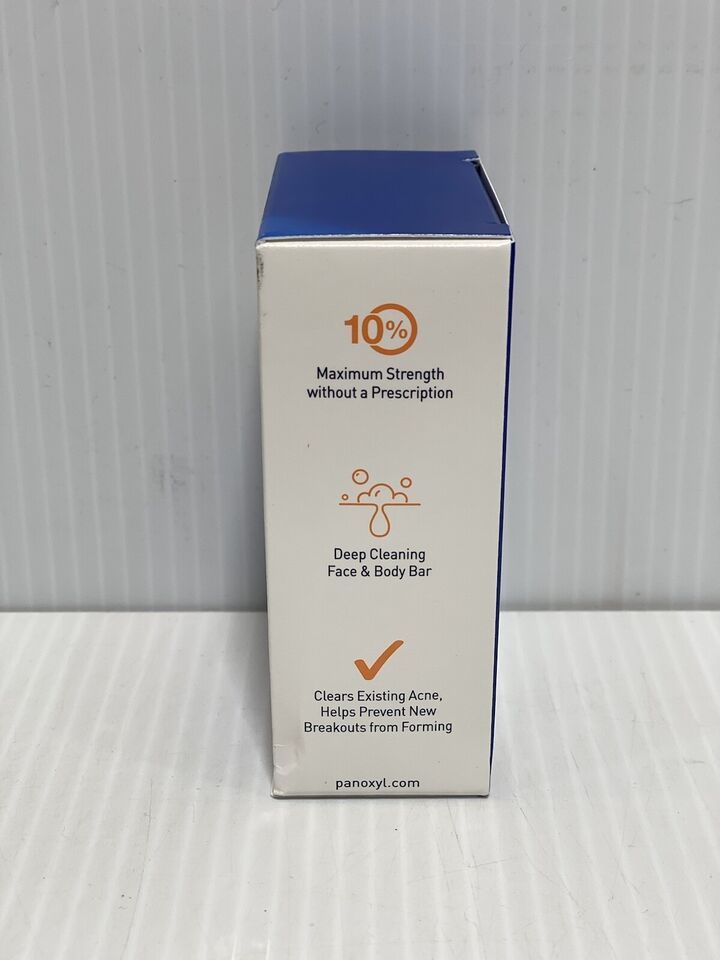 10%
Maximum Strength
without a Prescription
Deep Cleaning
Face & Body Bar
Clears Existing Acne,
Helps Prevent New
Breakouts from Forming
panoxyl.com